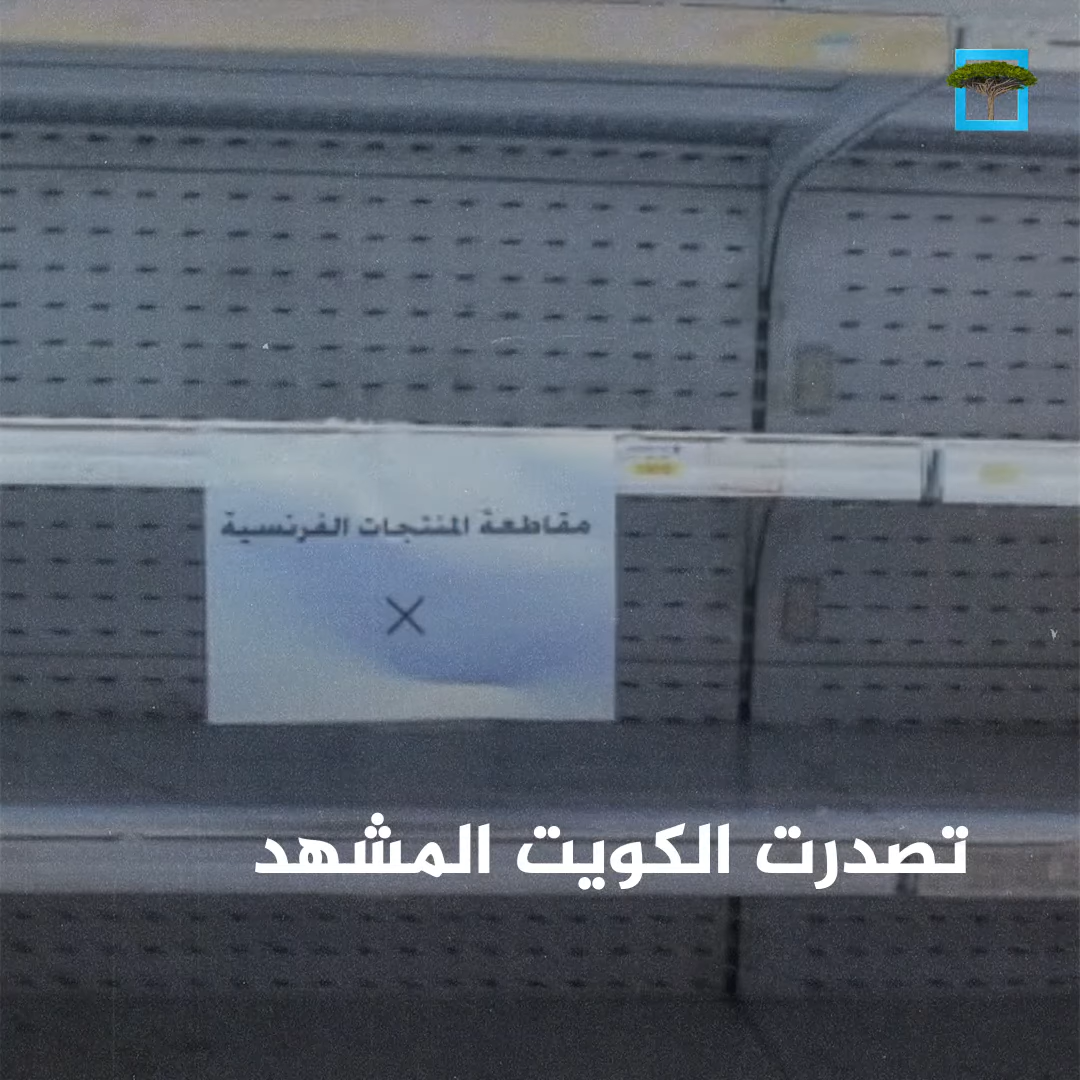 مقاطعة المنتجات الفرنسية
×
تصدرت الكويت المشهد